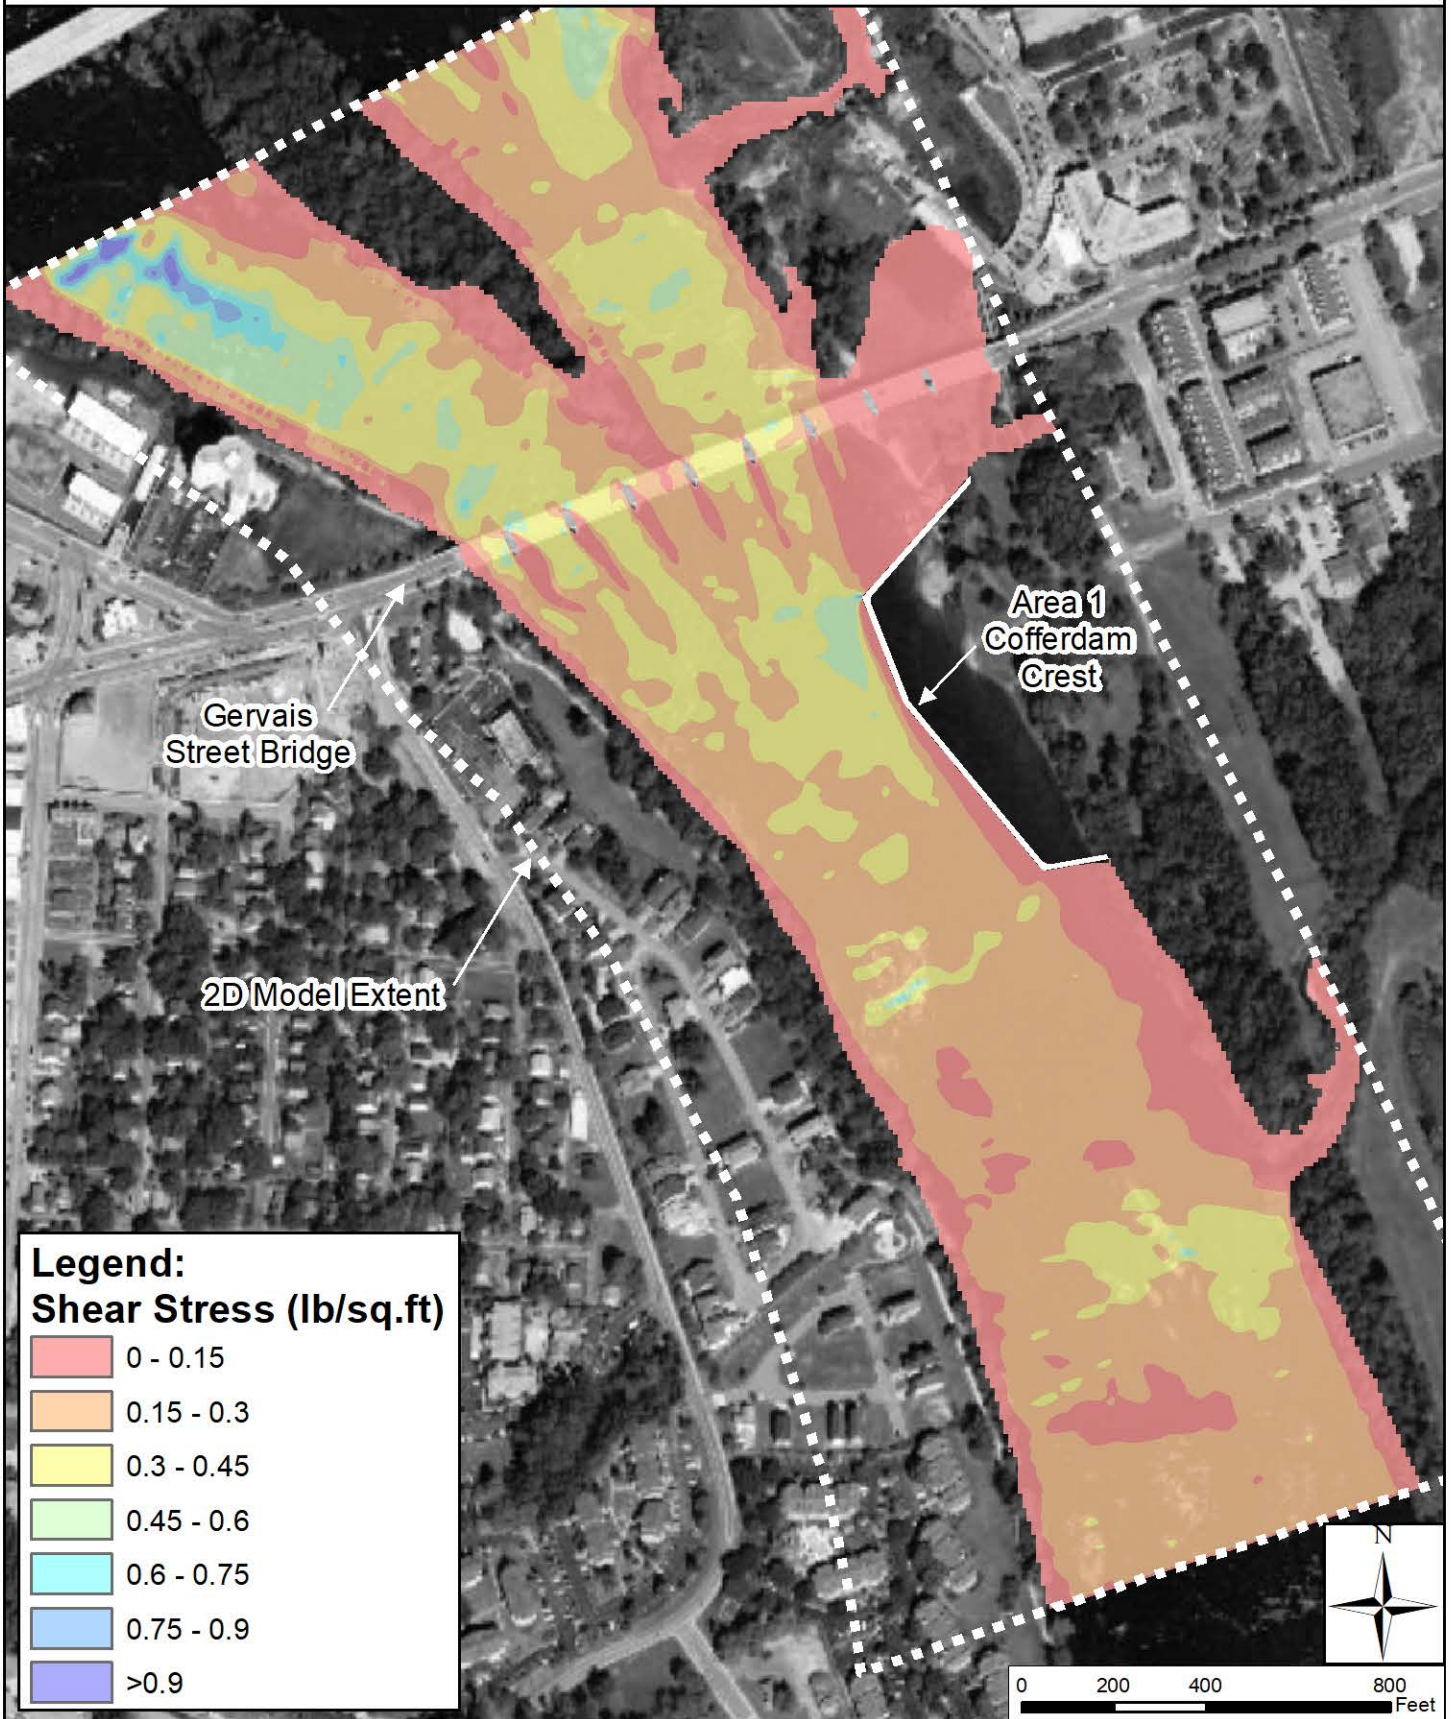 Area 1
Cofferdam
Crest
Gervais
Street Bridge
2D Model Extent
Legend:
Shear Stress (lb/sq.ft)
0 - 0.15
0.15 - 0.3
0.3 - 0.45
0.45 - 0.6
0.6 - 0.75
0.75 - 0.9
>0.9
N
0 200 400 800
Feet